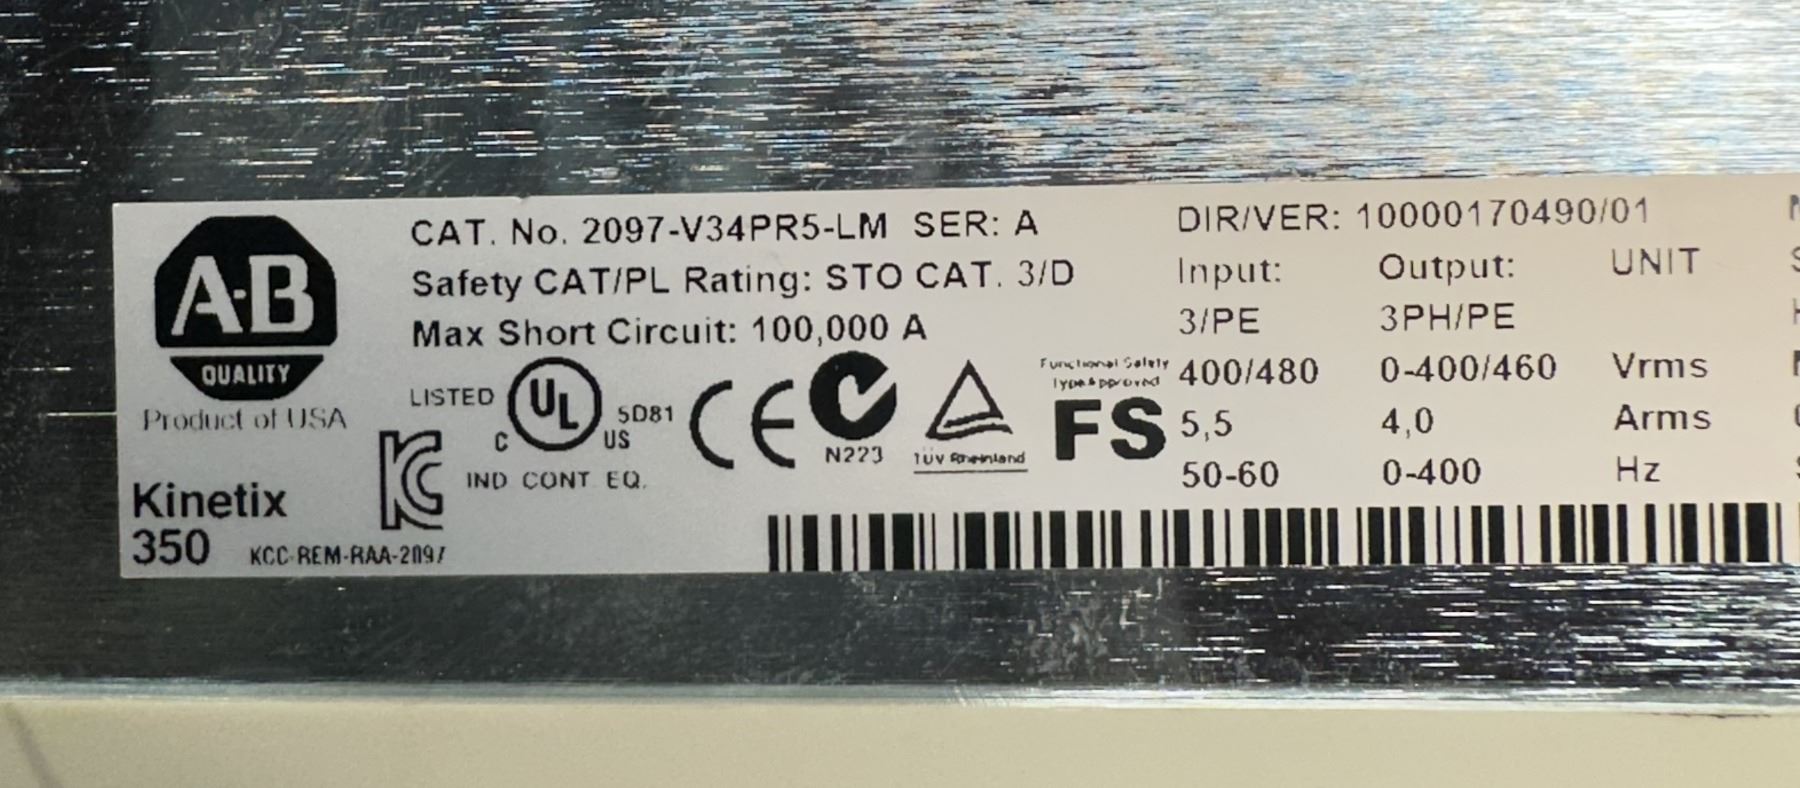 A-B
QUALITY
Product of USA
Kinetix
350
KCC-REM-RAA-2097
CAT. No. 2097-V34PR5-LM SER: A
Safety CAT/PL Rating: STO CAT. 3/D
Max Short Circuit: 100,000 A
LISTED
C UL US
5D81
IND CONT EQ.
CE
N223
TÜV Rheinland
Functional Safety
Type Approved
FS
DIR/VER: 10000170490/01
Input: Output: UNIT
3/PE 3PH/PE
400/480 0-400/460 Vrms
5,5 4,0 Arms
50-60 0-400 Hz